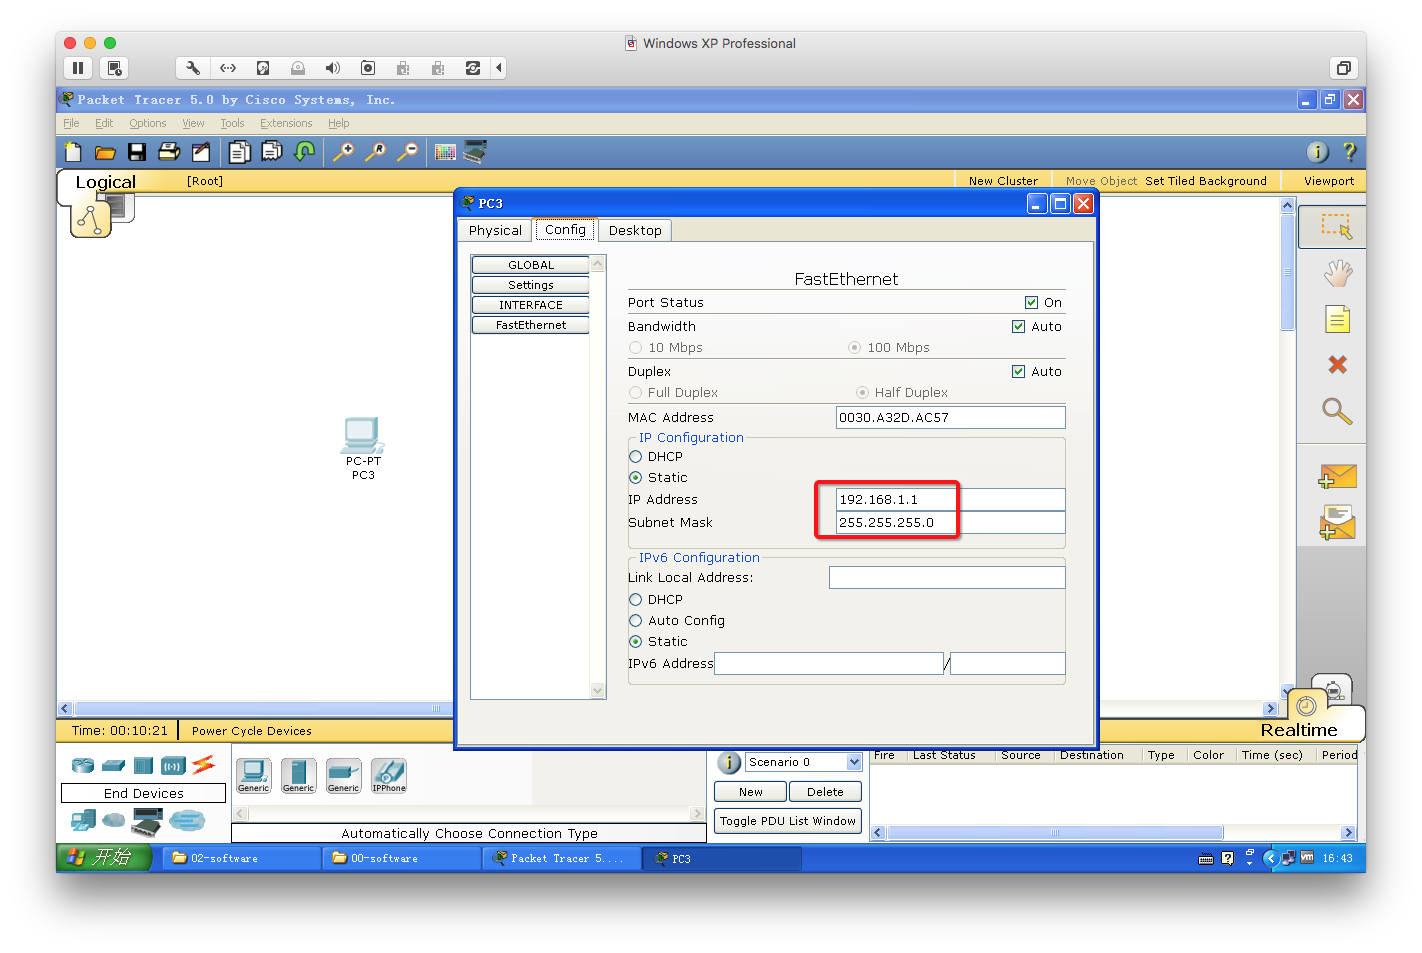 Windows XP Professional
Packet Tracer 5.0 by Cisco Systems, Inc.
File Edit Options View Tools Extensions Help
Logical [Root] New Cluster Move Object Set Tiled Background Viewport
PC3
Physical Config Desktop
GLOBAL
Settings
INTERFACE
FastEthernet
FastEthernet
Port Status On
Bandwidth Auto
10 Mbps 100 Mbps
Duplex Auto
Full Duplex Half Duplex
MAC Address 0030.A32D.AC57
IP Configuration
DHCP
Static
IP Address 192.168.1.1
Subnet Mask 255.255.255.0
IPv6 Configuration
Link Local Address:
DHCP
Auto Config
Static
IPv6 Address /
PC-PT
PC3
Time: 00:10:21 Power Cycle Devices Realtime
End Devices
Generic Generic Generic IPPhone
Automatically Choose Connection Type
Scenario 0
New Delete
Toggle PDU List Window
Fire Last Status Source Destination Type Color Time (sec) Period
开始 02-software 00-software Packet Tracer 5.... PC3 16:43